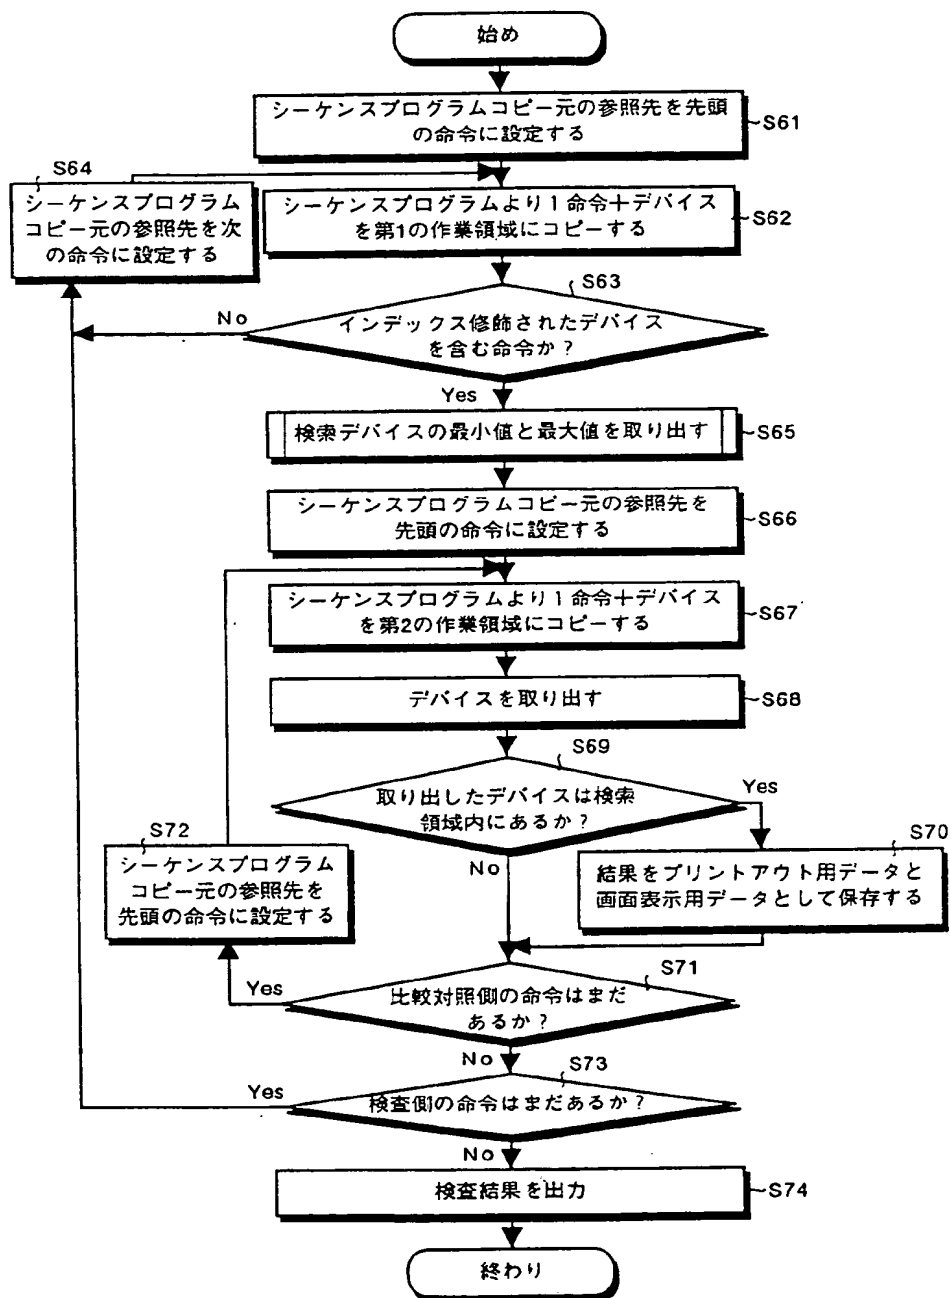 始め
シーケンスプログラムコピー元の参照先を先頭
の命令に設定する
S61
S64
シーケンスプログラム
コピー元の参照先を次
の命令に設定する
シーケンスプログラムより1命令+デバイス
を第1の作業領域にコピーする
S62
S63
No
インデックス修飾されたデバイス
を含む命令か?
Yes
検索デバイスの最小値と最大値を取り出す
S65
シーケンスプログラムコピー元の参照先を
先頭の命令に設定する
S66
シーケンスプログラムより1命令+デバイス
を第2の作業領域にコピーする
S67
デバイスを取り出す
S68
S69
取り出したデバイスは検索
領域内にあるか?
Yes
No
S70
結果をプリントアウト用データと
画面表示用データとして保存する
S72
シーケンスプログラム
コピー元の参照先を
先頭の命令に設定する
S71
Yes
比較対照側の命令はまだ
あるか?
No
S73
Yes
検査側の命令はまだあるか?
No
検査結果を出力
S74
終わり